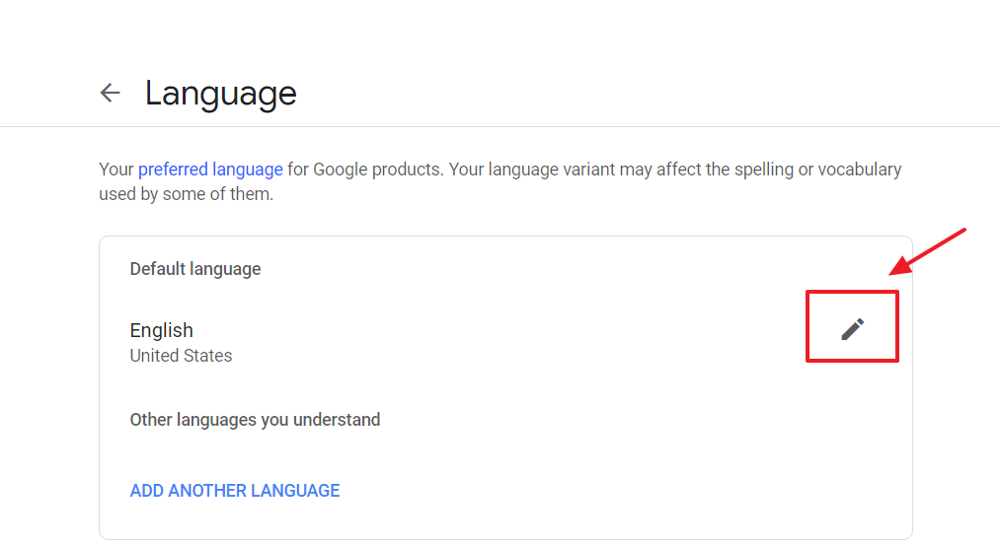 Language
Your preferred language for Google products. Your language variant may affect the spelling or vocabulary
used by some of them.
Default language
English
United States
Other languages you understand
ADD ANOTHER LANGUAGE